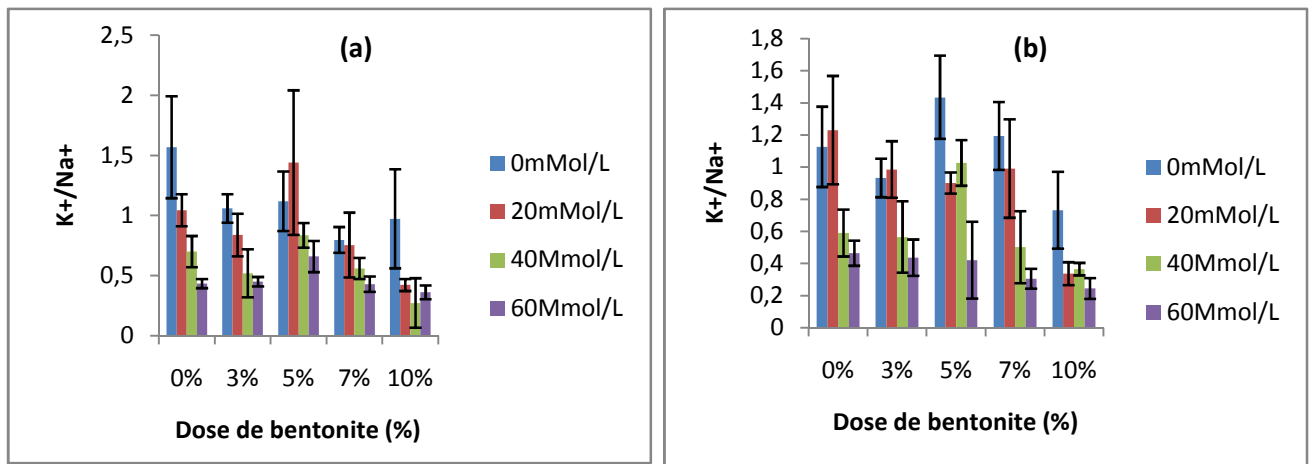 (a)
K+/Na+
2,5
2
1,5
1
0,5
0
0% 3% 5% 7% 10%
Dose de bentonite (%)
0mMol/L
20mMol/L
40Mmol/L
60Mmol/L
(b)
K+/Na+
1,8
1,6
1,4
1,2
1
0,8
0,6
0,4
0,2
0
0% 3% 5% 7% 10%
Dose de bentonite (%)
0mMol/L
20mMol/L
40Mmol/L
60Mmol/L